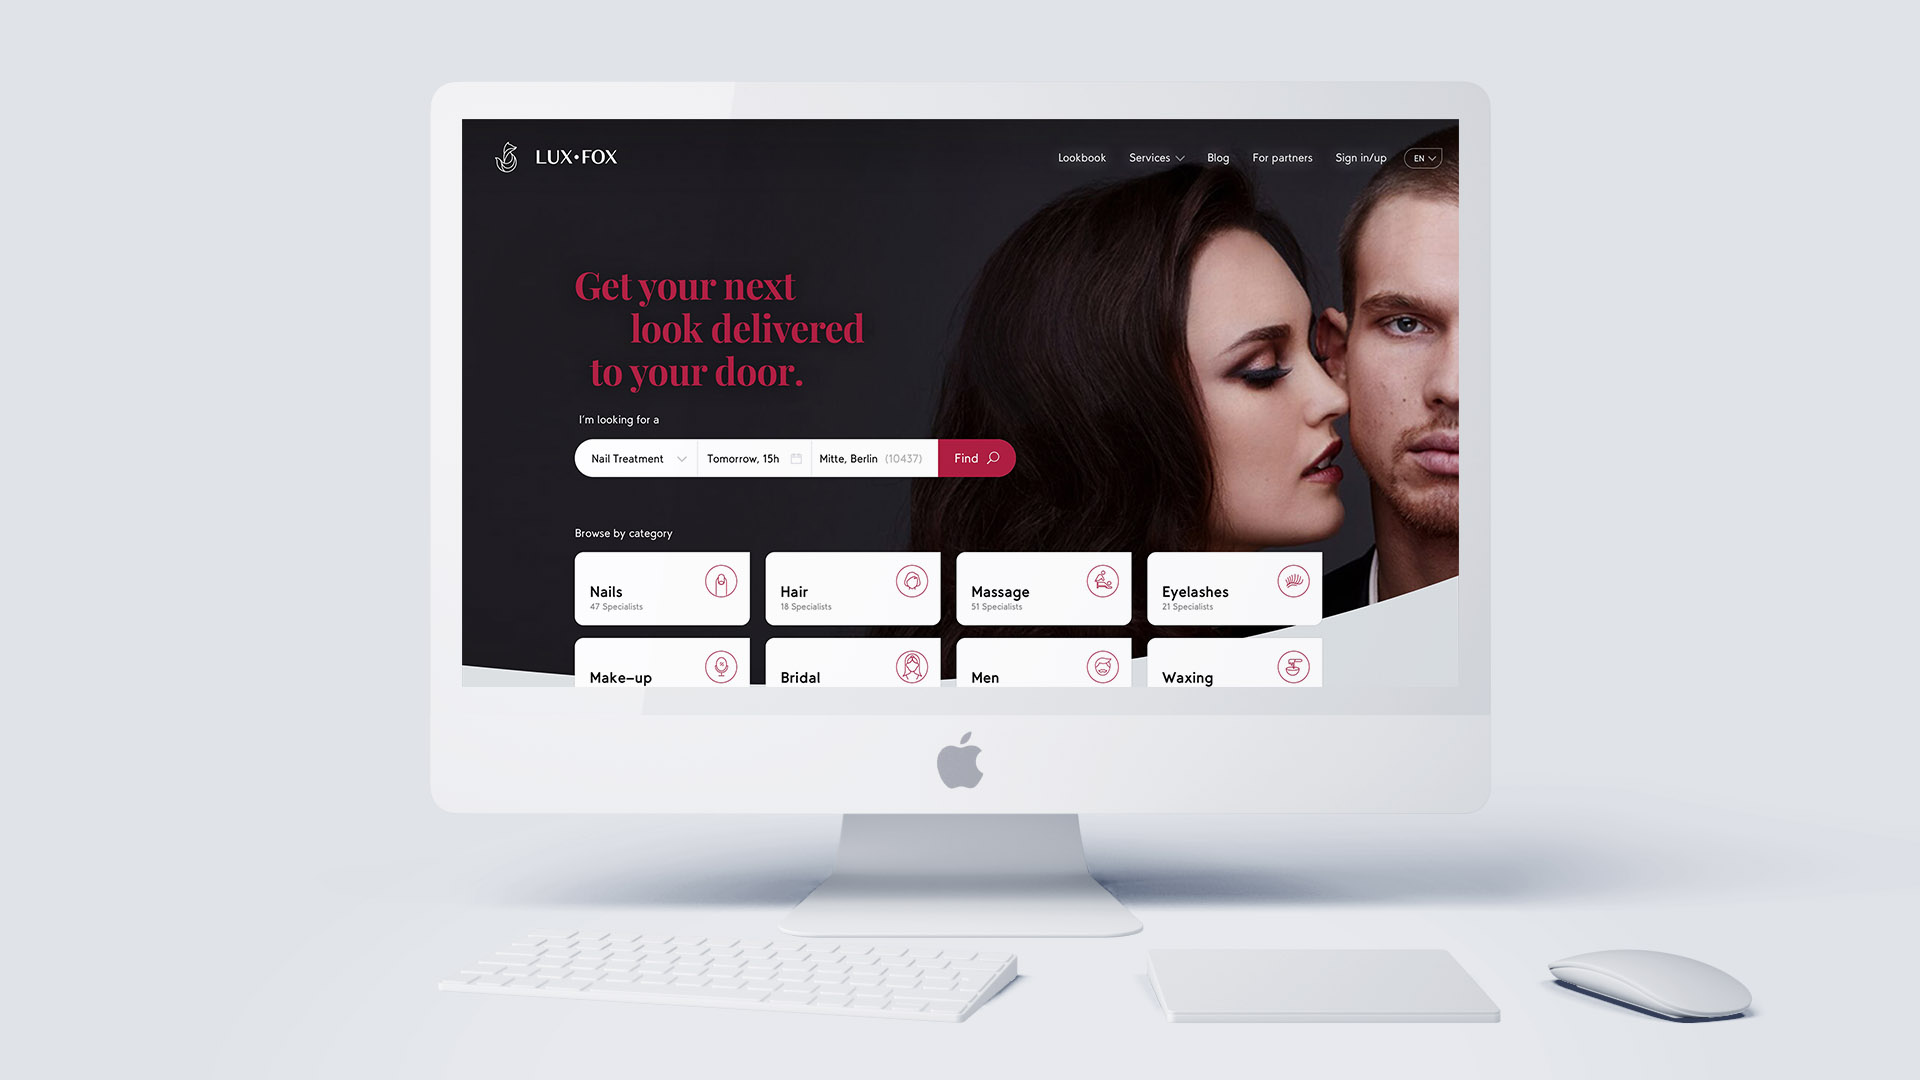 LUX•FOX
Lookbook Services Blog For partners Sign in/up EN
Get your next
look delivered
to your door.
I'm looking for a
Nail Treatment Tomorrow, 15h Mitte, Berlin (10437) Find
Browse by category
Nails Hair Massage Eyelashes
47 Specialists 18 Specialists 51 Specialists 21 Specialists
Make–up Bridal Men Waxing